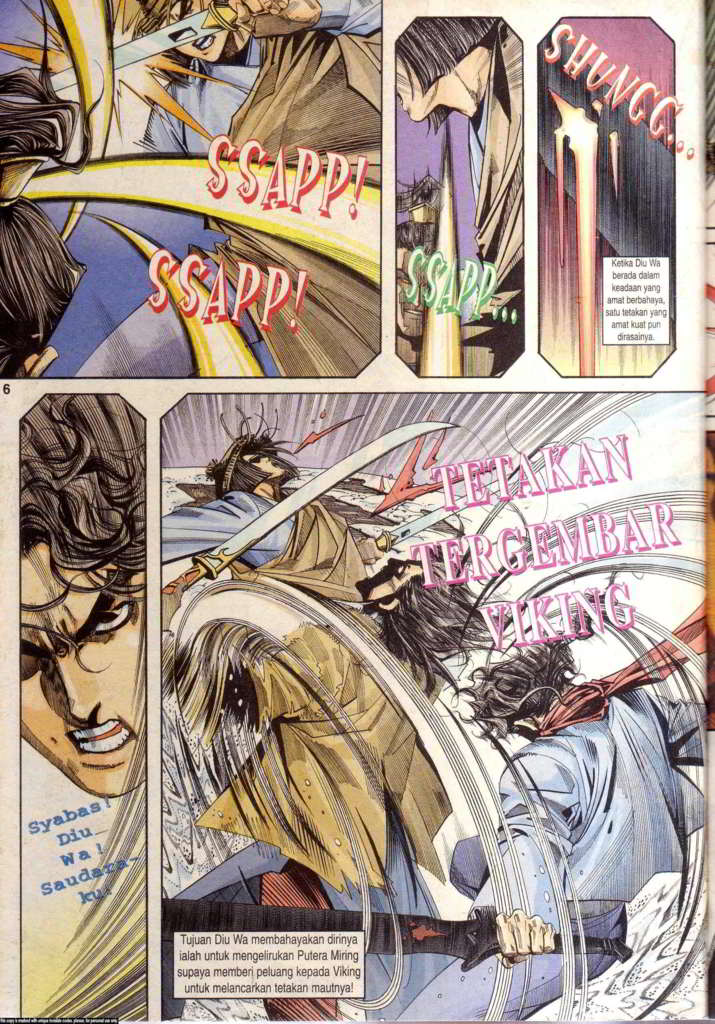 SSAPP!
SSAPP!
SSAPP...
SHUNGG...
Ketika Diu Wa
berada dalam
keadaan yang
amat berbahaya,
satu tetakan yang
amat kuat pun
dirasainya.
6
Syabas!
Diu
Wa!
Saudara-
ku!
TETAKAN
TERGEMBAR
VIKING
Tujuan Diu Wa membahayakan dirinya
ialah untuk mengelirukan Putera Miring
supaya memberi peluang kepada Viking
untuk melancarkan tetakan mautnya!